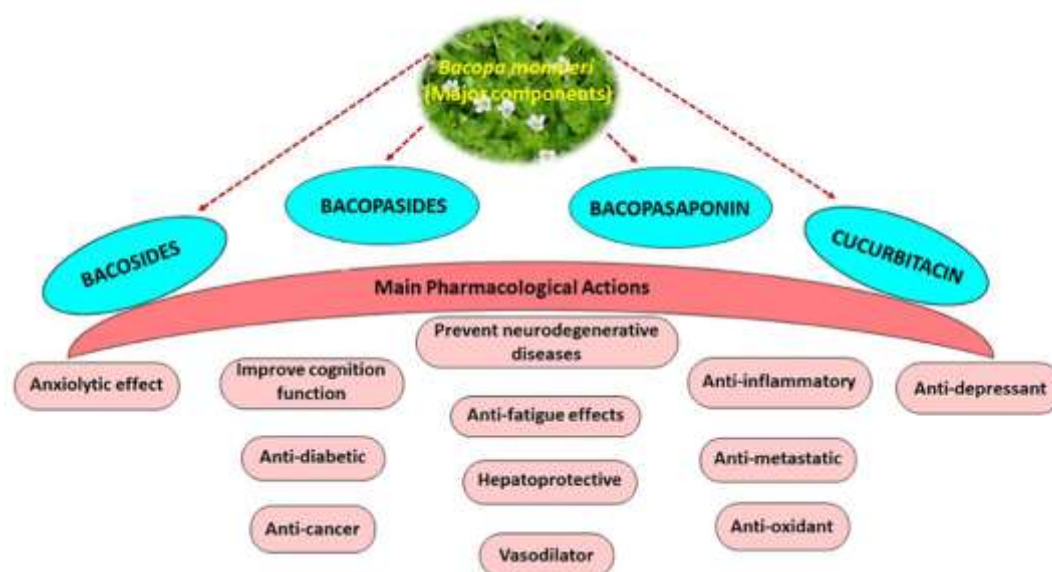 Bacopa monnieri
(Major components)
BACOSIDES
BACOPASIDES
BACOPASAPONIN
CUCURBITACIN
Main Pharmacological Actions
Anxiolytic effect
Improve cognition
function
Prevent neurodegenerative
diseases
Anti-inflammatory
Anti-depressant
Anti-fatigue effects
Anti-diabetic
Hepatoprotective
Anti-metastatic
Anti-cancer
Vasodilator
Anti-oxidant